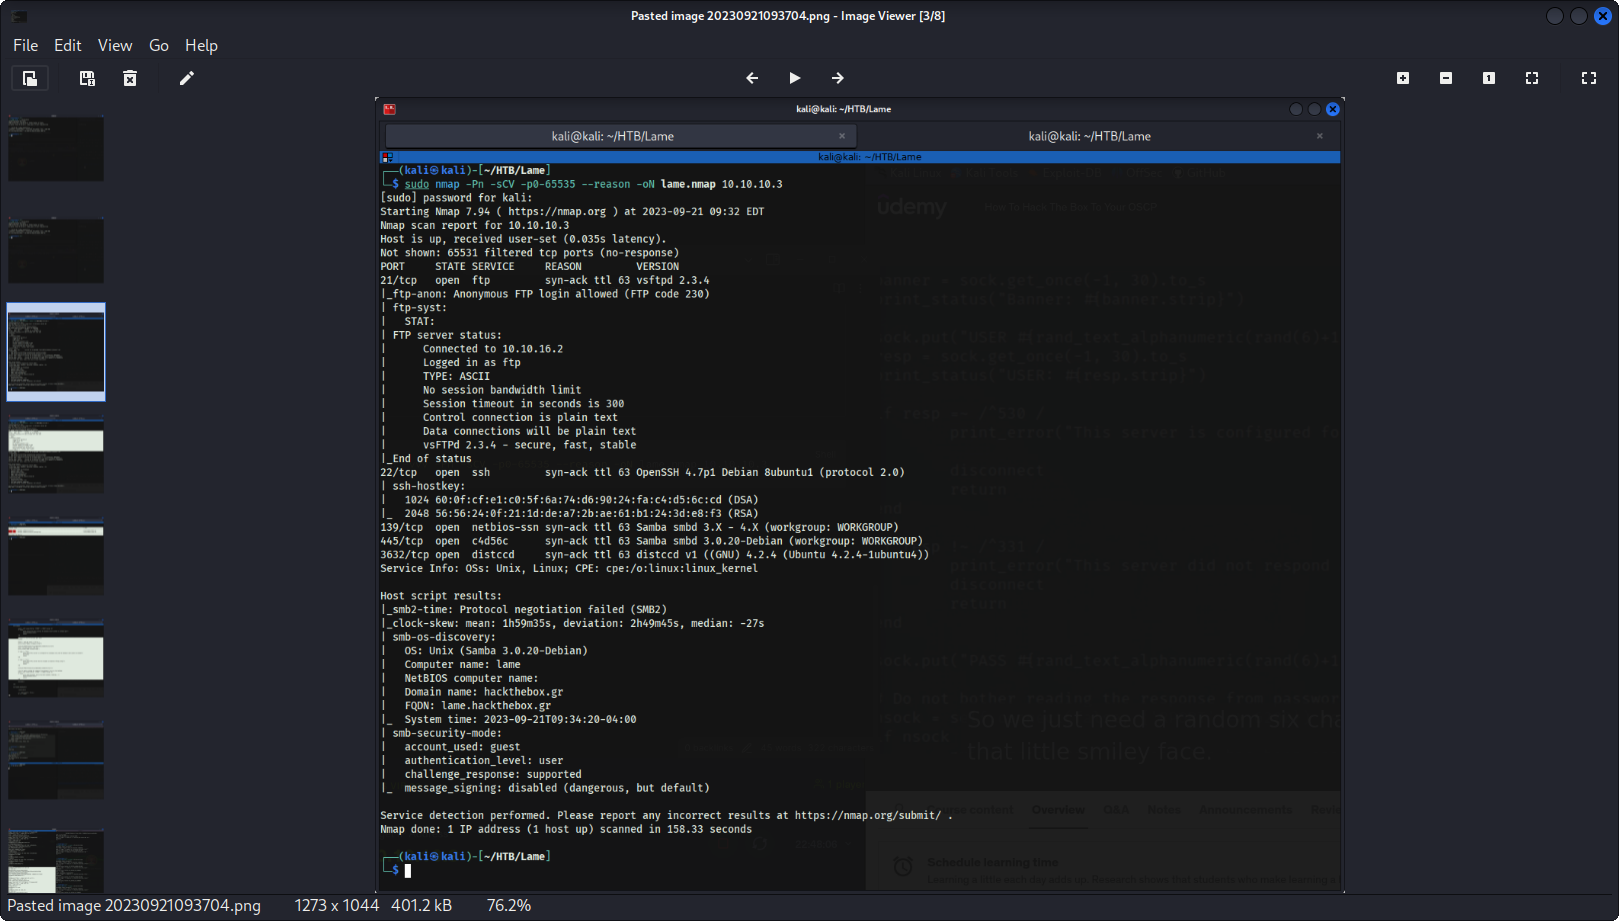 Pasted image 20230921093704.png - Image Viewer [3/8]
File Edit View Go Help
kali@kali: ~/HTB/Lame
kali@kali: ~/HTB/Lame × kali@kali: ~/HTB/Lame ×
kali@kali: ~/HTB/Lame
┌──(kali㉿kali)-[~/HTB/Lame]
└─$ sudo nmap -Pn -sCV -p0-65535 --reason -oN lame.nmap 10.10.10.3
[sudo] password for kali:
Starting Nmap 7.94 ( https://nmap.org ) at 2023-09-21 09:32 EDT
Nmap scan report for 10.10.10.3
Host is up, received user-set (0.035s latency).
Not shown: 65531 filtered tcp ports (no-response)
PORT     STATE SERVICE     REASON         VERSION
21/tcp   open  ftp         syn-ack ttl 63 vsftpd 2.3.4
|_ftp-anon: Anonymous FTP login allowed (FTP code 230)
| ftp-syst:
|   STAT:
| FTP server status:
|      Connected to 10.10.16.2
|      Logged in as ftp
|      TYPE: ASCII
|      No session bandwidth limit
|      Session timeout in seconds is 300
|      Control connection is plain text
|      Data connections will be plain text
|      vsFTPd 2.3.4 - secure, fast, stable
|_End of status
22/tcp   open  ssh         syn-ack ttl 63 OpenSSH 4.7p1 Debian 8ubuntu1 (protocol 2.0)
| ssh-hostkey:
|   1024 60:0f:cf:e1:c0:5f:6a:74:d6:90:24:fa:c4:d5:6c:cd (DSA)
|_  2048 56:56:24:0f:21:1d:de:a7:2b:ae:61:b1:24:3d:e8:f3 (RSA)
139/tcp  open  netbios-ssn syn-ack ttl 63 Samba smbd 3.X - 4.X (workgroup: WORKGROUP)
445/tcp  open  c4d56c      syn-ack ttl 63 Samba smbd 3.0.20-Debian (workgroup: WORKGROUP)
3632/tcp open  distccd     syn-ack ttl 63 distccd v1 ((GNU) 4.2.4 (Ubuntu 4.2.4-1ubuntu4))
Service Info: OSs: Unix, Linux; CPE: cpe:/o:linux:linux_kernel
Host script results:
|_smb2-time: Protocol negotiation failed (SMB2)
|_clock-skew: mean: 1h59m35s, deviation: 2h49m45s, median: -27s
| smb-os-discovery:
|   OS: Unix (Samba 3.0.20-Debian)
|   Computer name: lame
|   NetBIOS computer name:
|   Domain name: hackthebox.gr
|   FQDN: lame.hackthebox.gr
|_  System time: 2023-09-21T09:34:20-04:00
| smb-security-mode:
|   account_used: guest
|   authentication_level: user
|   challenge_response: supported
|_  message_signing: disabled (dangerous, but default)
Service detection performed. Please report any incorrect results at https://nmap.org/submit/ .
Nmap done: 1 IP address (1 host up) scanned in 158.33 seconds
┌──(kali㉿kali)-[~/HTB/Lame]
└─$
udemy
So we just need a random six cha
that little smiley face.
Overview Q&A Notes Announcements
Schedule learning time
Pasted image 20230921093704.png 1273 x 1044 401.2 kB 76.2%